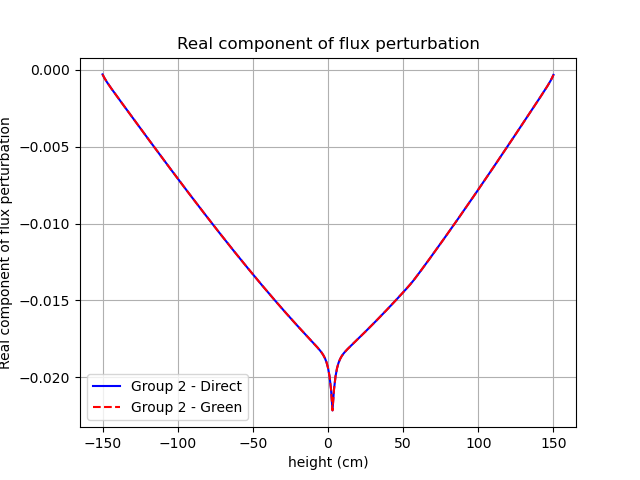 Real component of flux perturbation
Real component of flux perturbation
0.000
−0.005
−0.010
−0.015
−0.020
Group 2 - Direct
Group 2 - Green
−150
−100
−50
0
50
100
150
height (cm)